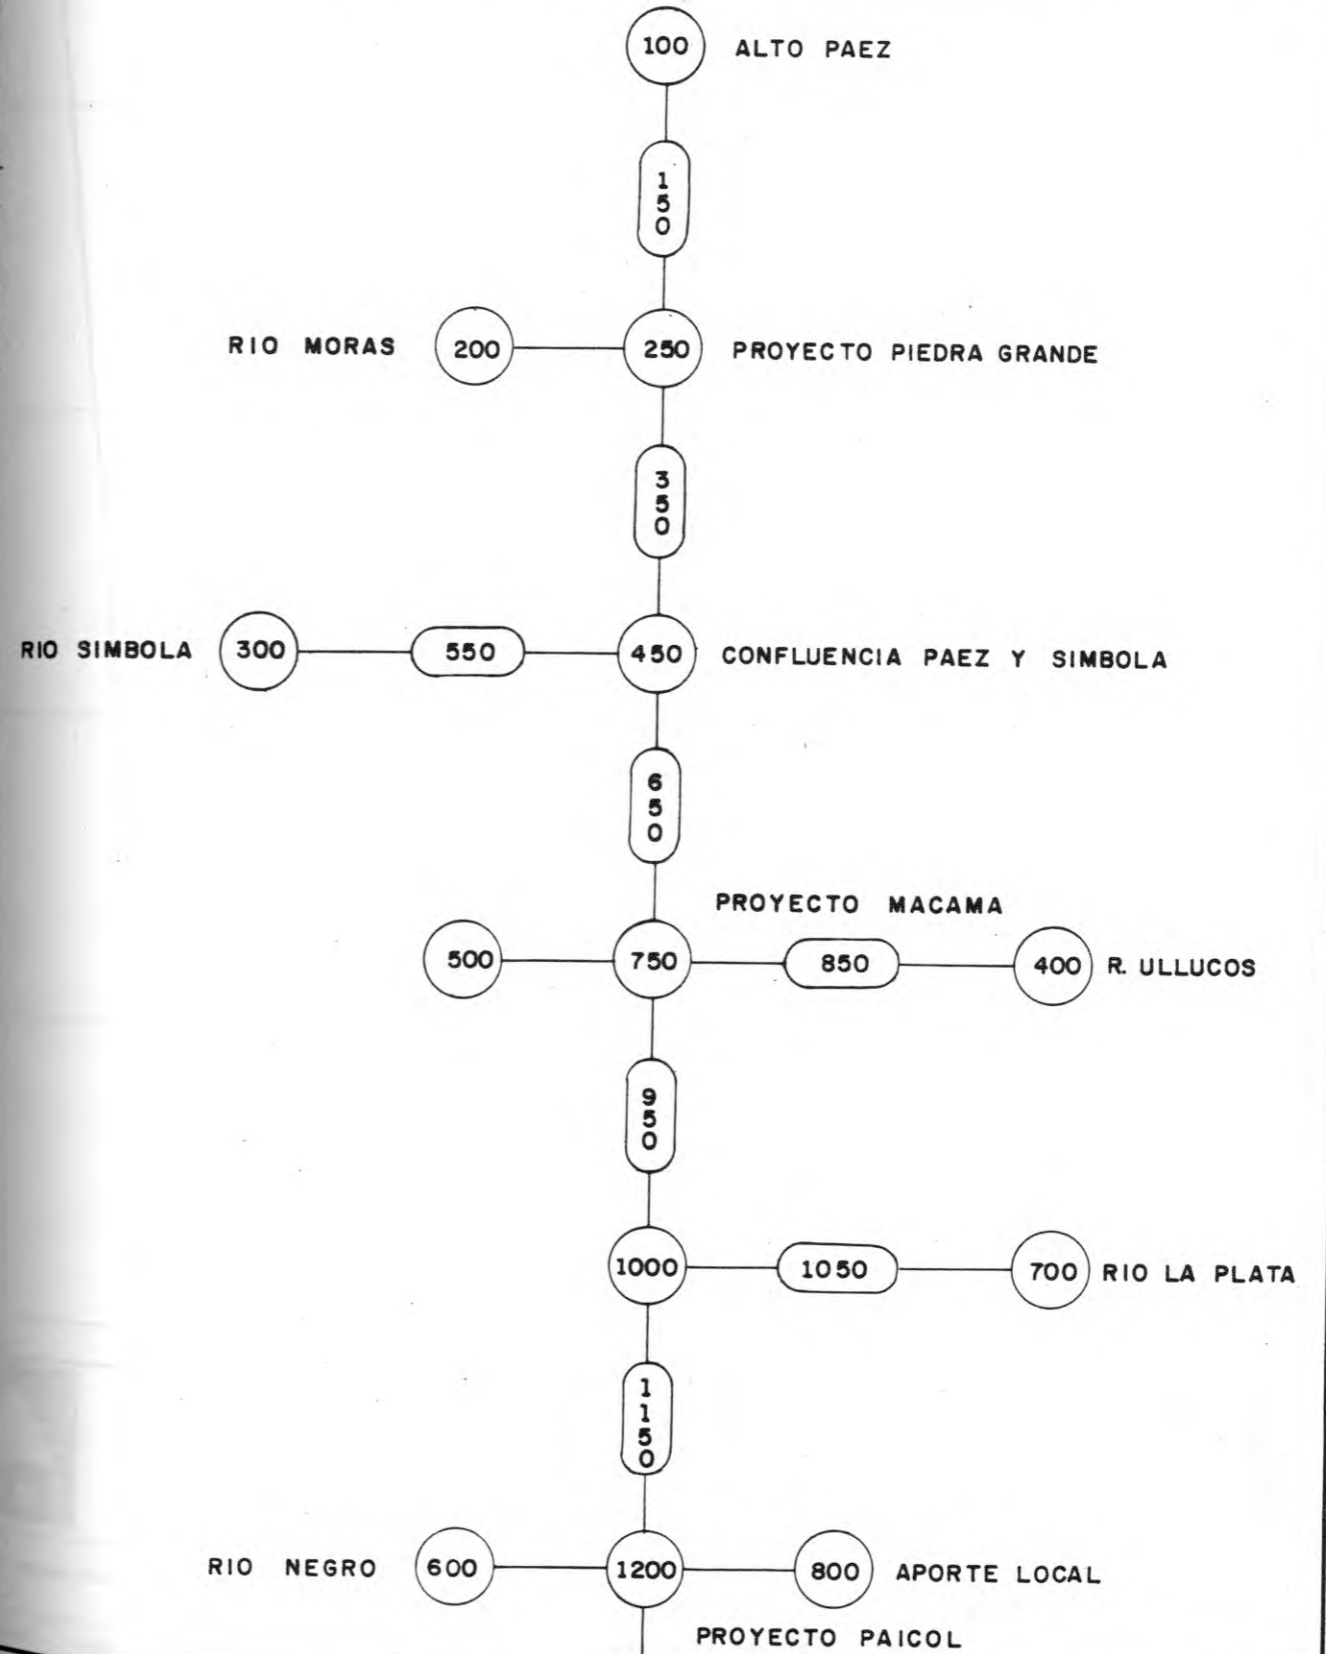 100 ALTO PAEZ
150
RIO MORAS 200 250 PROYECTO PIEDRA GRANDE
350
RIO SIMBOLA 300 550 450 CONFLUENCIA PAEZ Y SIMBOLA
650
PROYECTO MACAMA
500 750 850 400 R. ULLUCOS
950
1000 1050 700 RIO LA PLATA
1150
RIO NEGRO 600 1200 800 APORTE LOCAL
PROYECTO PAICOL